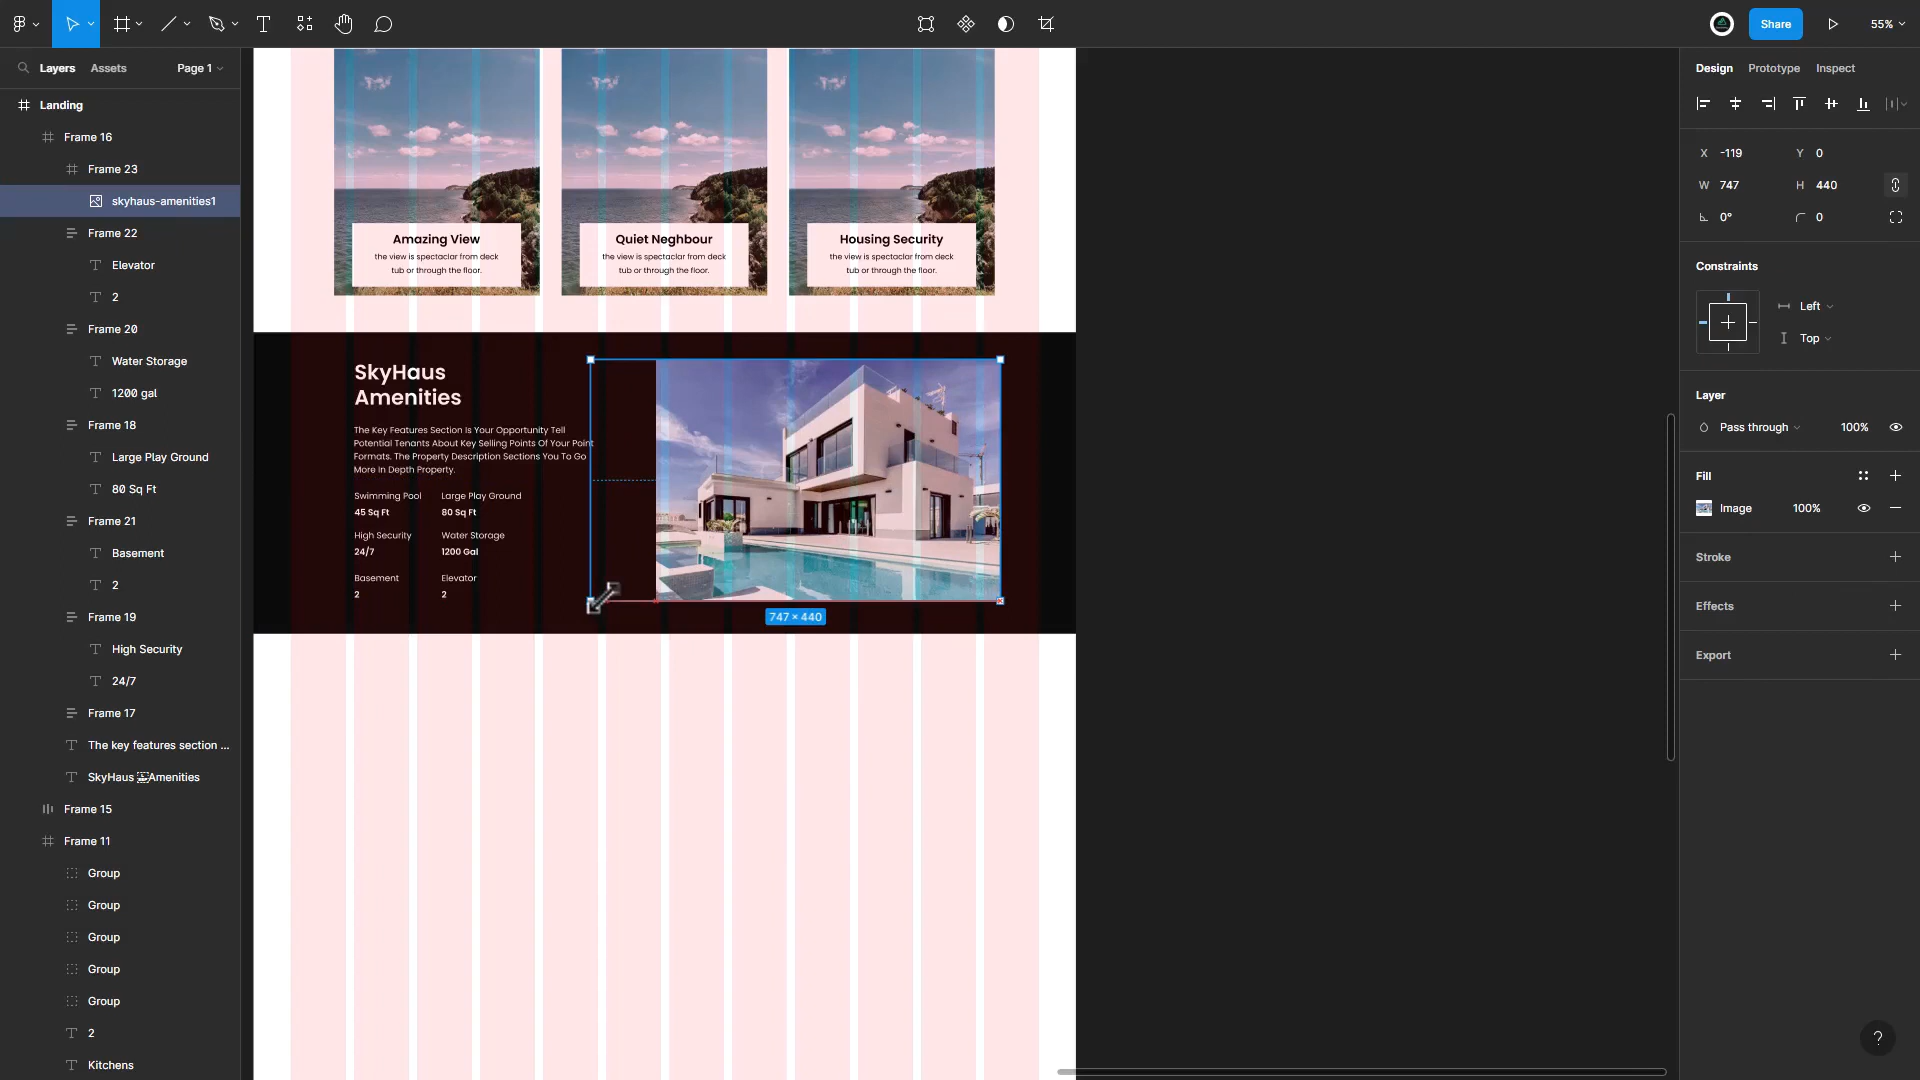 Share
55%
Layers
Assets
Page 1
Landing
Frame 16
Frame 23
skyhaus-amenities1
Frame 22
Elevator
2
Frame 20
Water Storage
1200 gal
Frame 18
Large Play Ground
80 Sq Ft
Frame 21
Basement
2
Frame 19
High Security
24/7
Frame 17
The key features section ...
SkyHaus Amenities
Frame 15
Frame 11
Group
Group
Group
Group
Group
2
Kitchens
Amazing View
the view is spectaclar from deck
tub or through the floor.
Quiet Neghbour
the view is spectaclar from deck
tub or through the floor.
Housing Security
the view is spectaclar from deck
tub or through the floor.
SkyHaus
Amenities
The Key Features Section Is Your Opportunity Tell
Potential Tenants About Key Selling Points Of Your Point
Formats. The Property Description Sections You To Go
More In Depth Property.
Swimming Pool
45 Sq Ft
Large Play Ground
80 Sq Ft
High Security
24/7
Water Storage
1200 Gal
Basement
2
Elevator
2
747 × 440
Design
Prototype
Inspect
X -119
Y 0
W 747
H 440
0°
0
Constraints
Left
Top
Layer
Pass through
100%
Fill
Image
100%
Stroke
Effects
Export
?